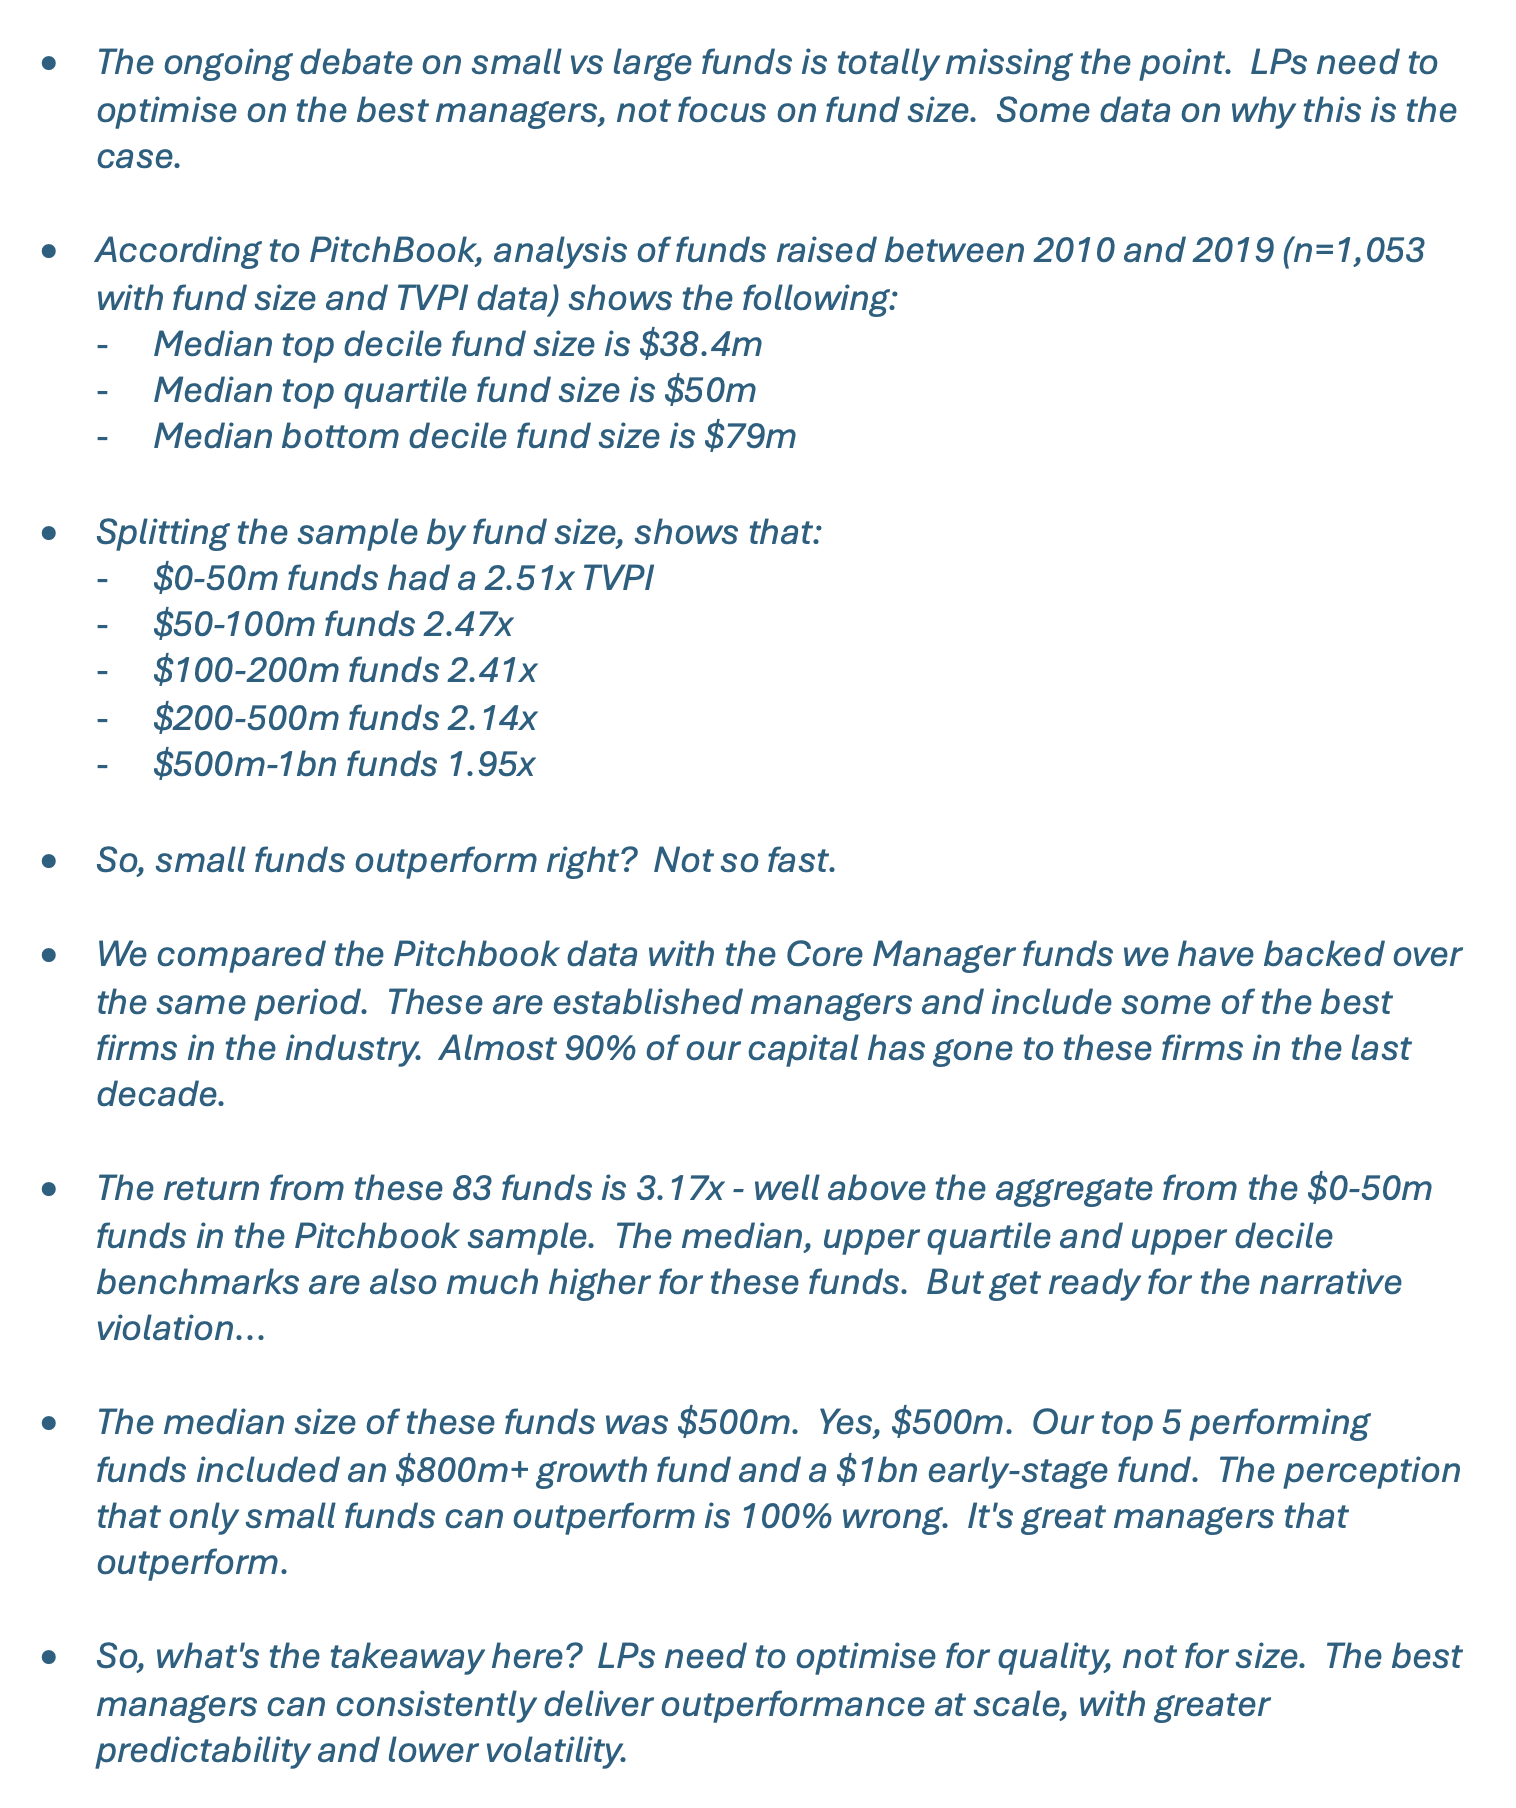 • The ongoing debate on small vs large funds is totally missing the point.  LPs need to
optimise on the best managers, not focus on fund size.  Some data on why this is the
case.
• According to PitchBook, analysis of funds raised between 2010 and 2019 (n=1,053
with fund size and TVPI data) shows the following:
- Median top decile fund size is $38.4m
- Median top quartile fund size is $50m
- Median bottom decile fund size is $79m
• Splitting the sample by fund size, shows that:
- $0-50m funds had a 2.51x TVPI
- $50-100m funds 2.47x
- $100-200m funds 2.41x
- $200-500m funds 2.14x
- $500m-1bn funds 1.95x
• So, small funds outperform right?  Not so fast.
• We compared the Pitchbook data with the Core Manager funds we have backed over
the same period.  These are established managers and include some of the best
firms in the industry.  Almost 90% of our capital has gone to these firms in the last
decade.
• The return from these 83 funds is 3.17x - well above the aggregate from the $0-50m
funds in the Pitchbook sample.  The median, upper quartile and upper decile
benchmarks are also much higher for these funds.  But get ready for the narrative
violation…
• The median size of these funds was $500m.  Yes, $500m.  Our top 5 performing
funds included an $800m+ growth fund and a $1bn early-stage fund.  The perception
that only small funds can outperform is 100% wrong.  It's great managers that
outperform.
• So, what's the takeaway here?  LPs need to optimise for quality, not for size.  The best
managers can consistently deliver outperformance at scale, with greater
predictability and lower volatility.